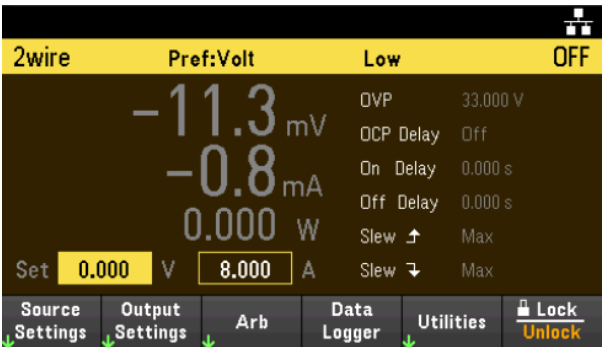 2wire Pref:Volt Low OFF
-11.3 mV
-0.8 mA
0.000 W
Set 0.000 V 8.000 A
OVP 33.000 V
OCP Delay Off
On Delay 0.000 s
Off Delay 0.000 s
Slew Max
Slew Max
Source Settings
Output Settings
Arb
Data Logger
Utilities
Lock
Unlock